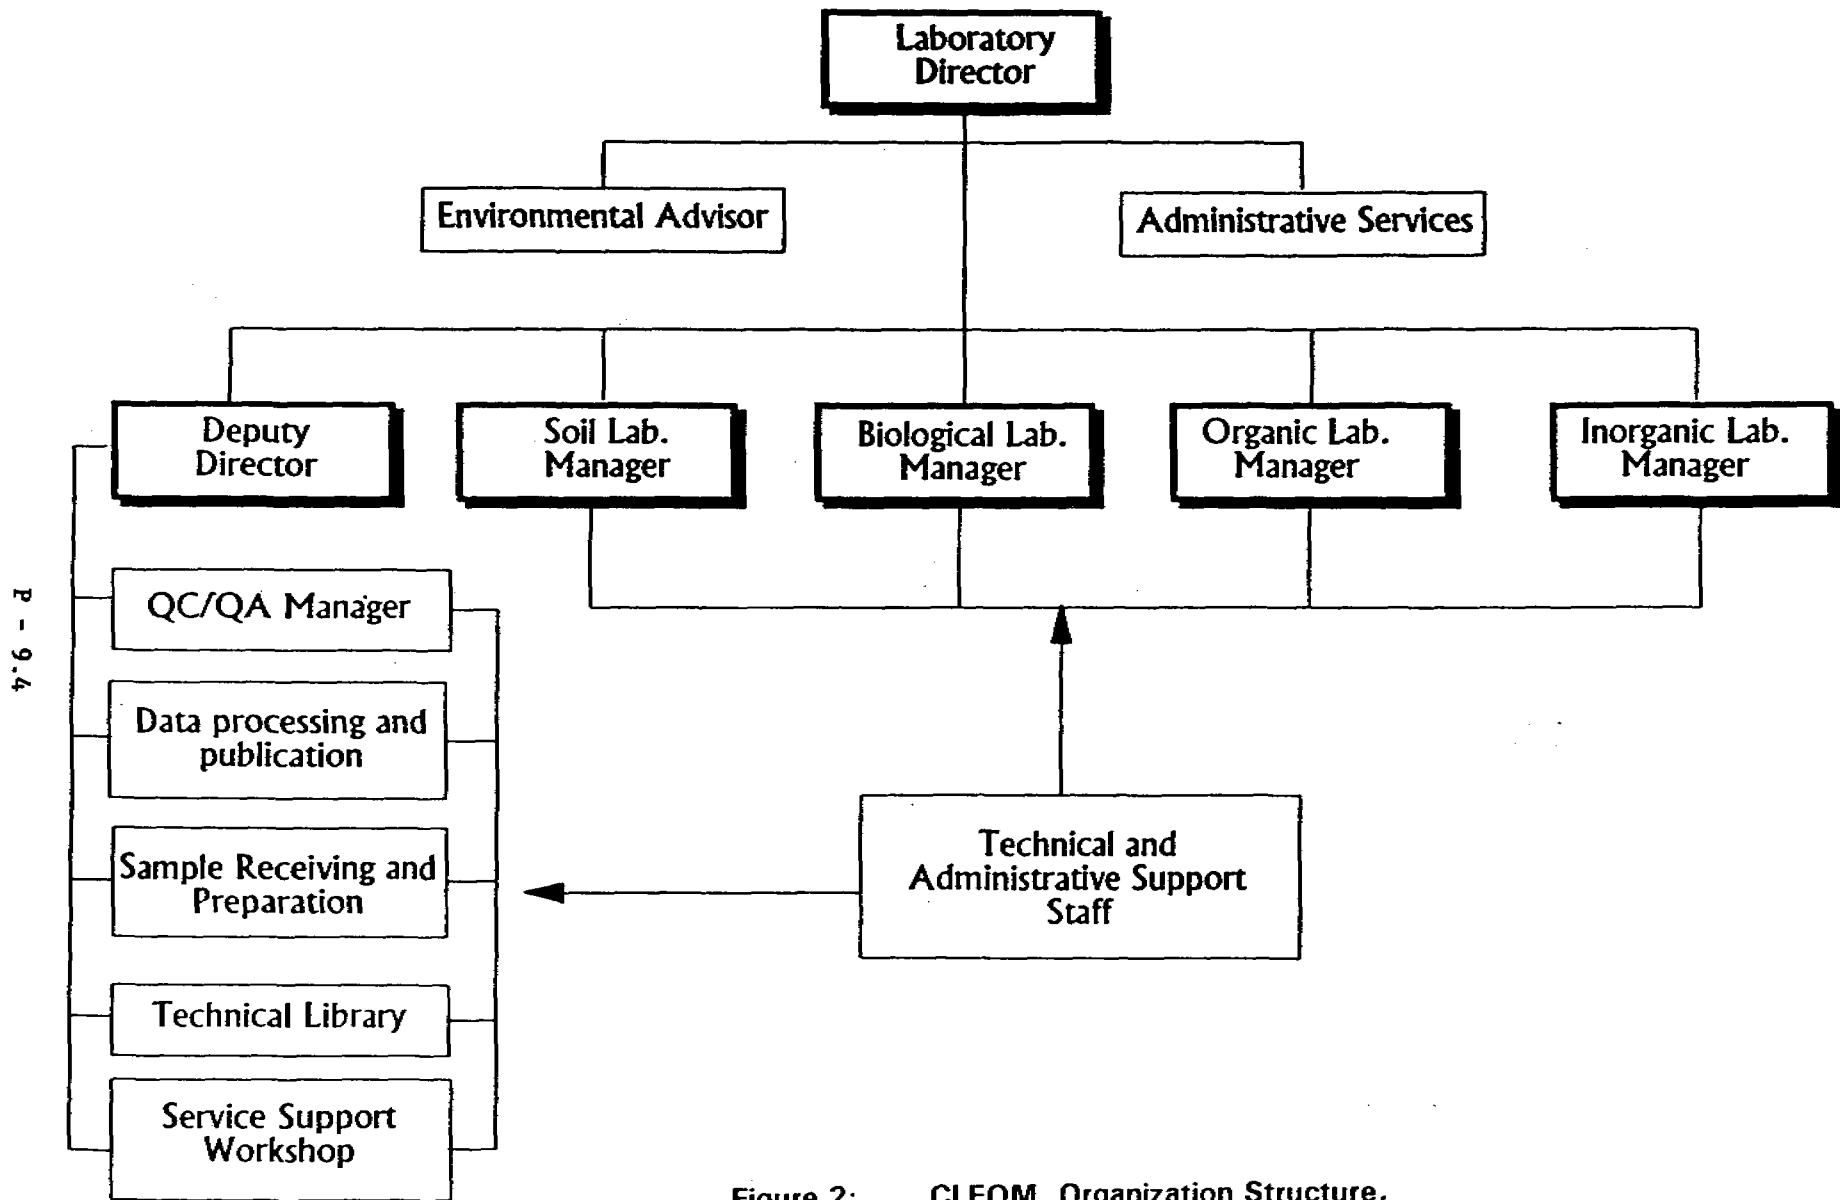 Laboratory
Director
Environmental Advisor
Administrative Services
Deputy
Director
Soil Lab.
Manager
Biological Lab.
Manager
Organic Lab.
Manager
Inorganic Lab.
Manager
QC/QA Manager
Data processing and
publication
Sample Receiving and
Preparation
Technical Library
Service Support
Workshop
Technical and
Administrative Support
Staff
P - 9.4
Figure 2: CLEQM Organization Structure.